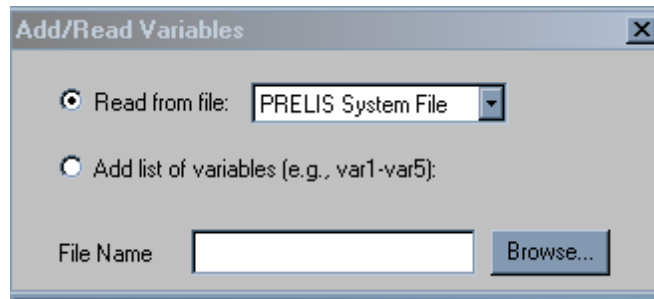 Add/Read Variables
Read from file: PRELIS System File
Add list of variables (e.g., var1-var5):
File Name Browse...